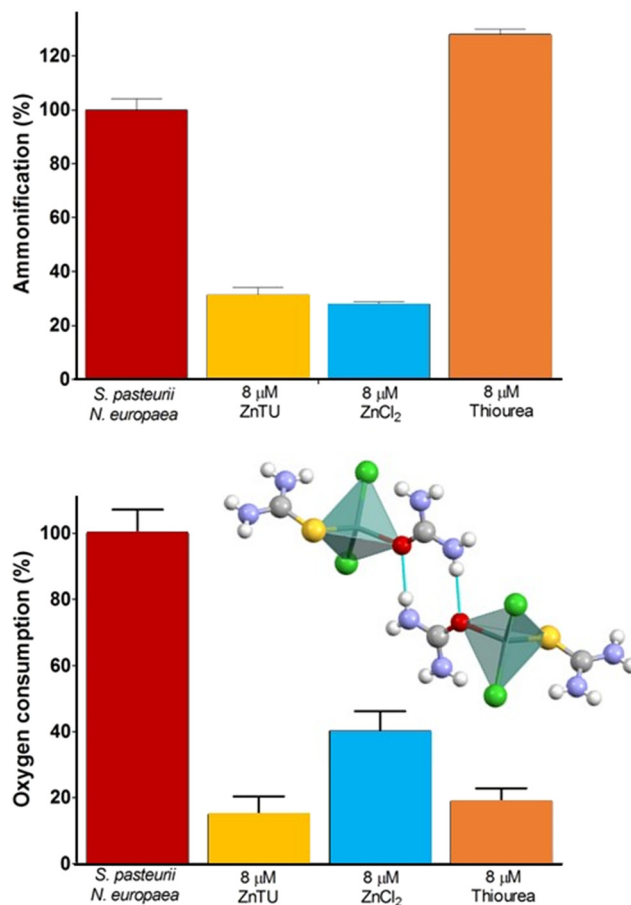 Ammonification (%)
120
100
80
60
40
20
0
S. pasteurii
N. europaea
8 μM
ZnTU
8 μM
ZnCl₂
8 μM
Thiourea
Oxygen consumption (%)
100
80
60
40
20
0
S. pasteurii
N. europaea
8 μM
ZnTU
8 μM
ZnCl₂
8 μM
Thiourea